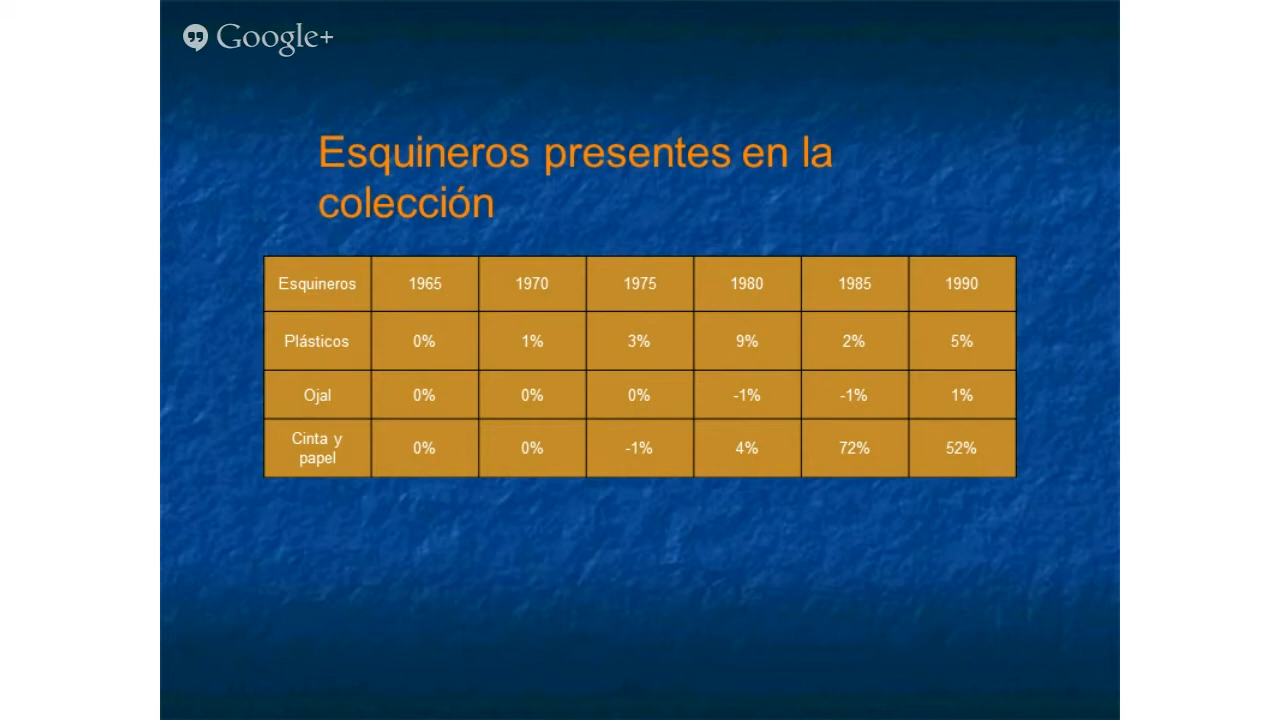 Google+
Esquineros presentes en la
colección
Esquineros 1965 1970 1975 1980 1985 1990
Plásticos 0% 1% 3% 9% 2% 5%
Ojal 0% 0% 0% -1% -1% 1%
Cinta y
papel 0% 0% -1% 4% 72% 52%